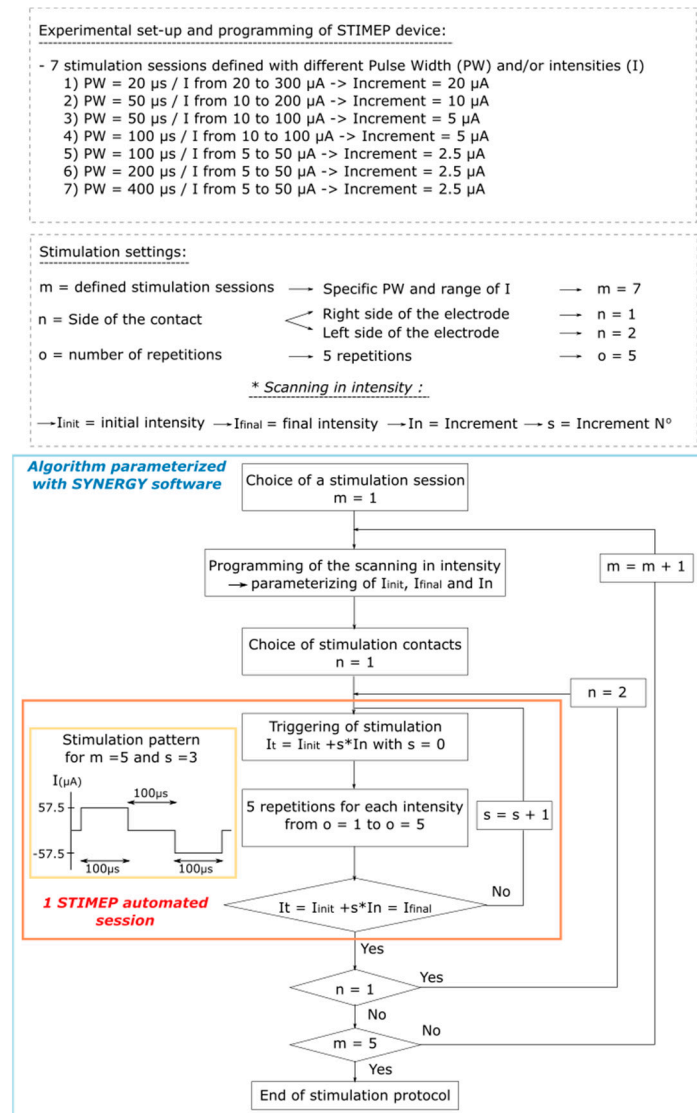 Experimental set-up and programming of STIMEP device:
- 7 stimulation sessions defined with different Pulse Width (PW) and/or intensities (I)
1) PW = 20 µs / I from 20 to 300 µA -> Increment = 20 µA
2) PW = 50 µs / I from 10 to 200 µA -> Increment = 10 µA
3) PW = 50 µs / I from 10 to 100 µA -> Increment = 5 µA
4) PW = 100 µs / I from 10 to 100 µA -> Increment = 5 µA
5) PW = 100 µs / I from 5 to 50 µA -> Increment = 2.5 µA
6) PW = 200 µs / I from 5 to 50 µA -> Increment = 2.5 µA
7) PW = 400 µs / I from 5 to 50 µA -> Increment = 2.5 µA
Stimulation settings:
m = defined stimulation sessions → Specific PW and range of I → m = 7
n = Side of the contact
Right side of the electrode → n = 1
Left side of the electrode → n = 2
o = number of repetitions → 5 repetitions → o = 5
* Scanning in intensity :
→Iinit = initial intensity →Ifinal = final intensity →In = Increment → s = Increment N°
Algorithm parameterized
with SYNERGY software
Choice of a stimulation session
m = 1
Programming of the scanning in intensity
→ parameterizing of Iinit, Ifinal and In
m = m + 1
Choice of stimulation contacts
n = 1
n = 2
Triggering of stimulation
It = Iinit +s*In with s = 0
Stimulation pattern
for m =5 and s =3
I(µA)
57.5
100µs
-57.5
100µs
100µs
5 repetitions for each intensity
from o = 1 to o = 5
s = s + 1
No
It = Iinit +s*In = Ifinal
1 STIMEP automated
session
Yes
n = 1
Yes
No
m = 5
No
Yes
End of stimulation protocol